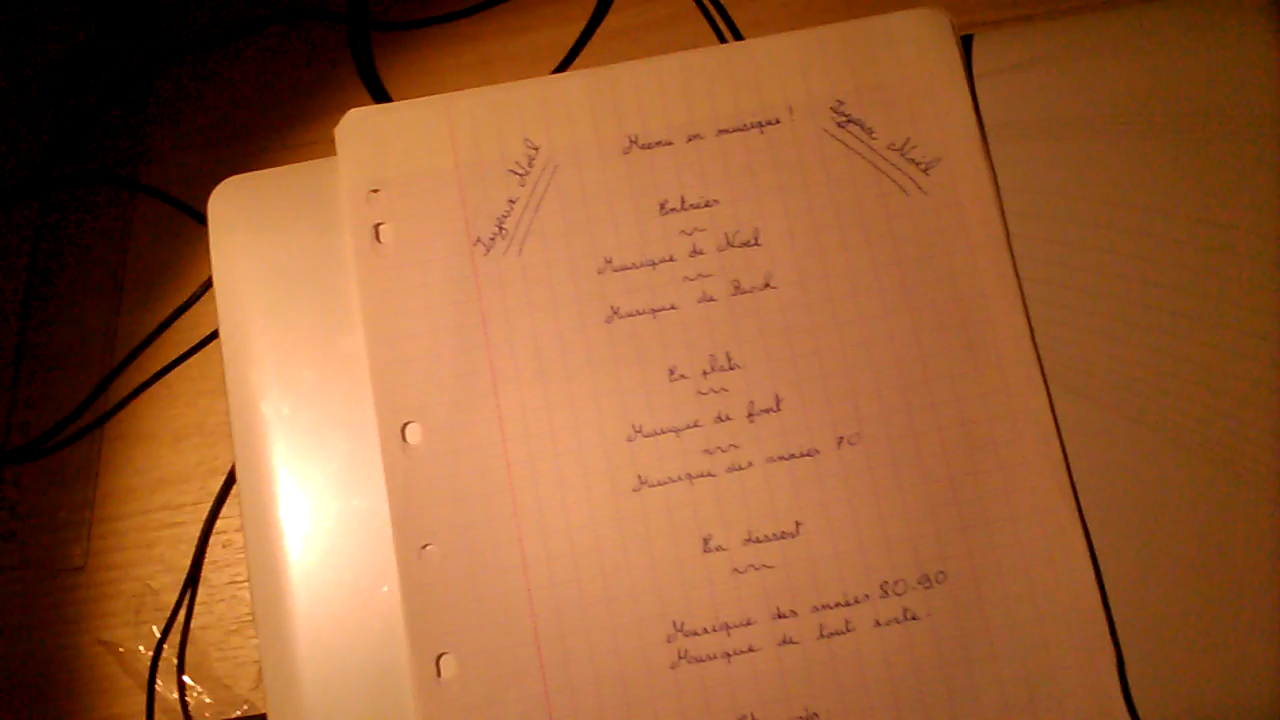 Joyeux Noël
Menu en musique !
Joyeux Noël
Entrées
Musique de Noël
Musique de Rock
En plats
Musique de font
Musique des années 70
En dessert
Musique des années 80-90
Musique de tout sorte.